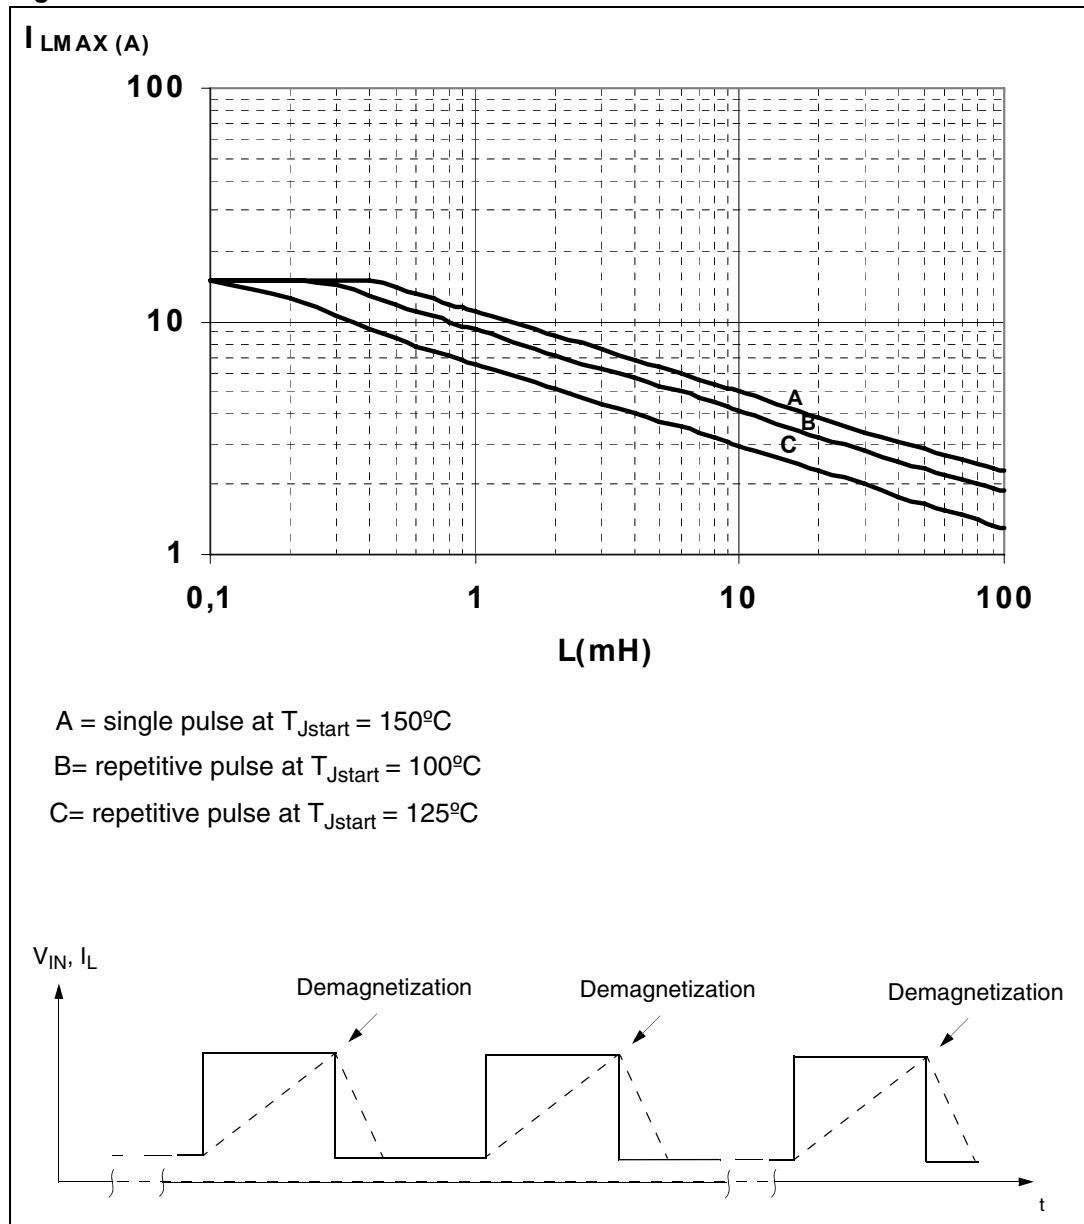 I LMAX (A)
100
10
1
A
B
C
0,1 1 10 100
L(mH)
A = single pulse at TJstart = 150ºC
B= repetitive pulse at TJstart = 100ºC
C= repetitive pulse at TJstart = 125ºC
VIN, IL
Demagnetization Demagnetization Demagnetization
t